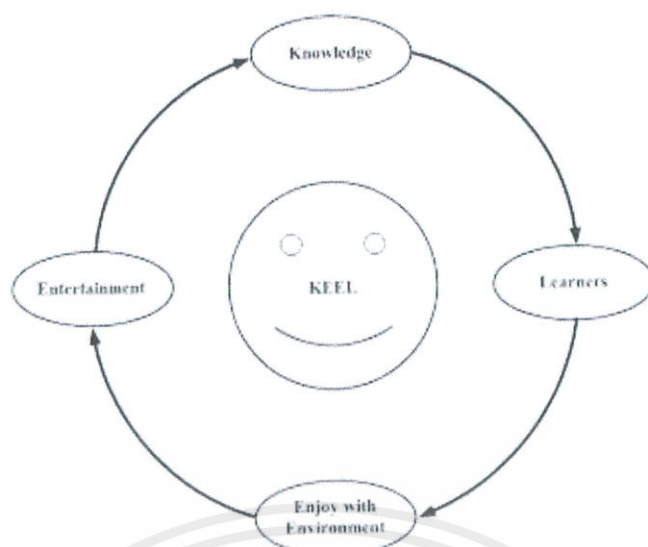 Knowledge
Entertainment
KEEL
Learners
Enjoy with
Environment